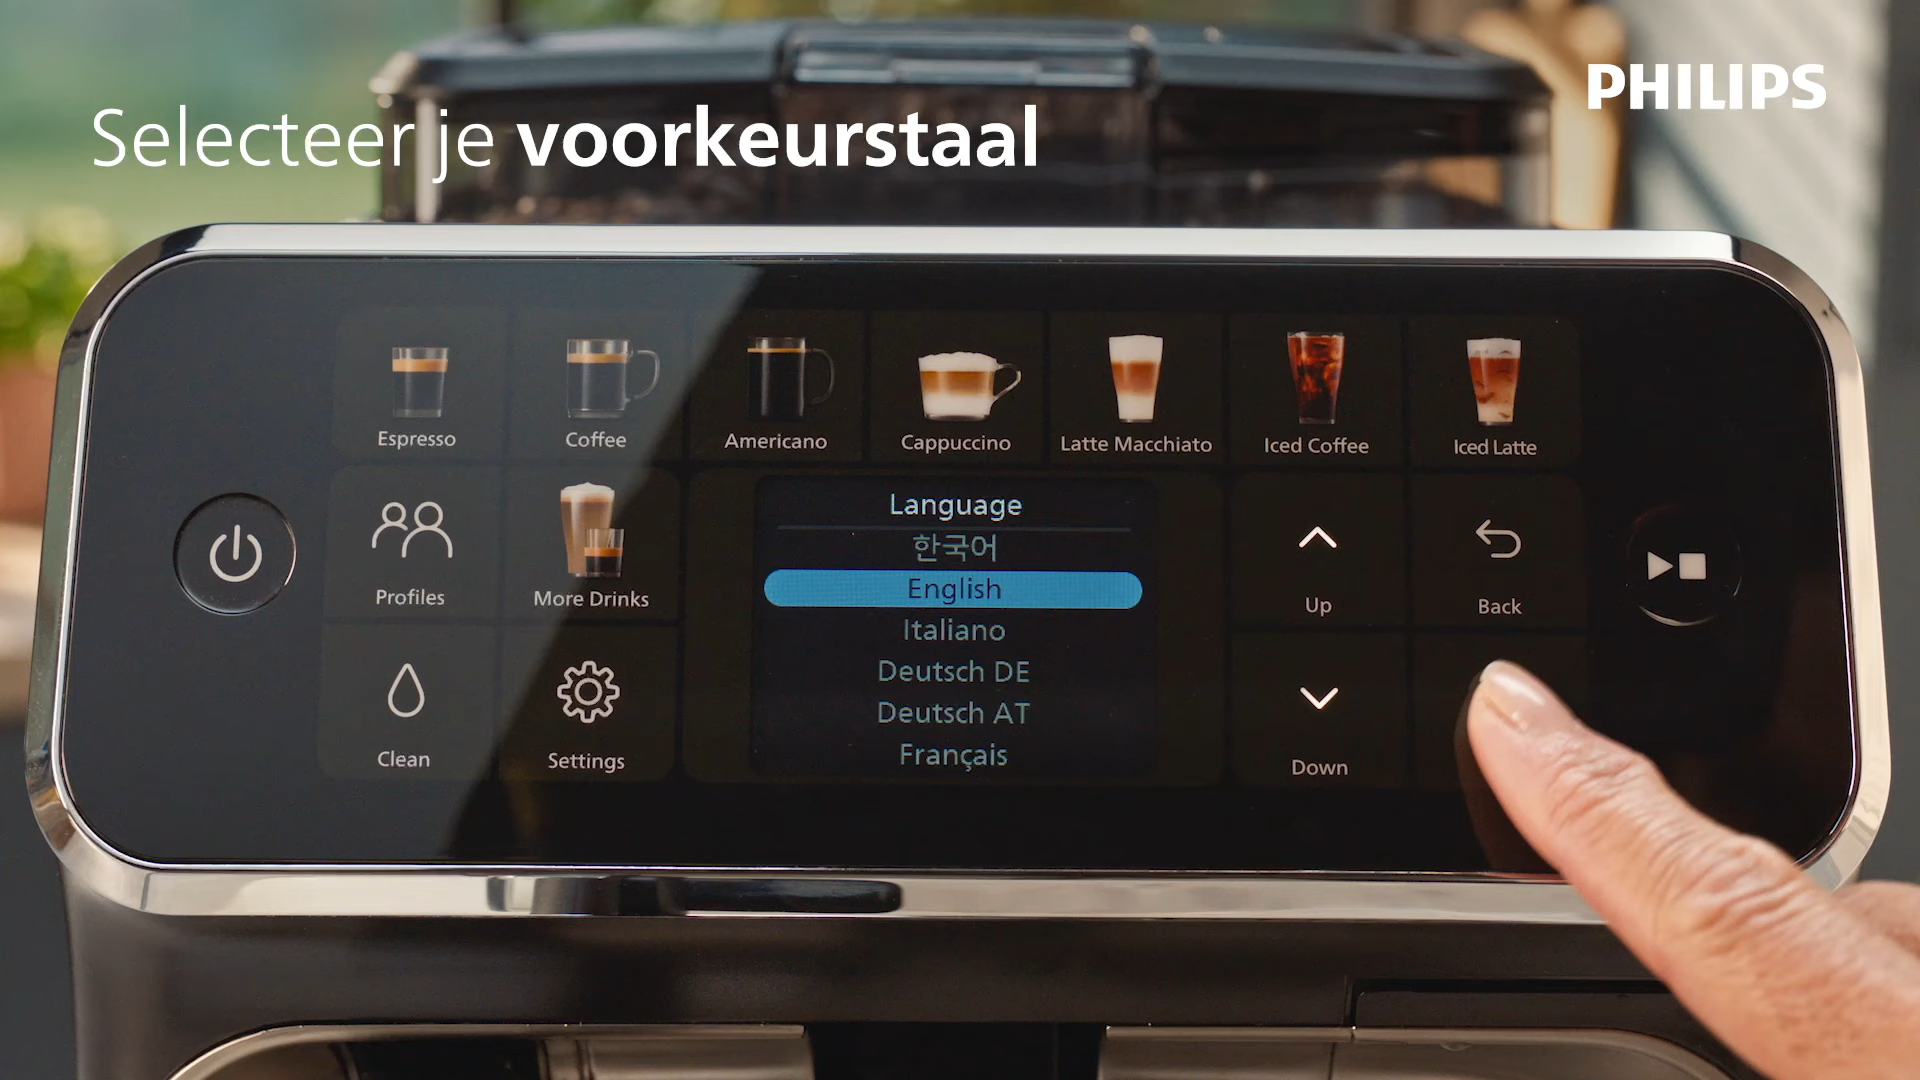 PHILIPS
Selecteer je voorkeurstaal
Espresso
Coffee
Americano
Cappuccino
Latte Macchiato
Iced Coffee
Iced Latte
Profiles
More Drinks
Clean
Settings
Language
한국어
English
Italiano
Deutsch DE
Deutsch AT
Français
Up
Back
Down